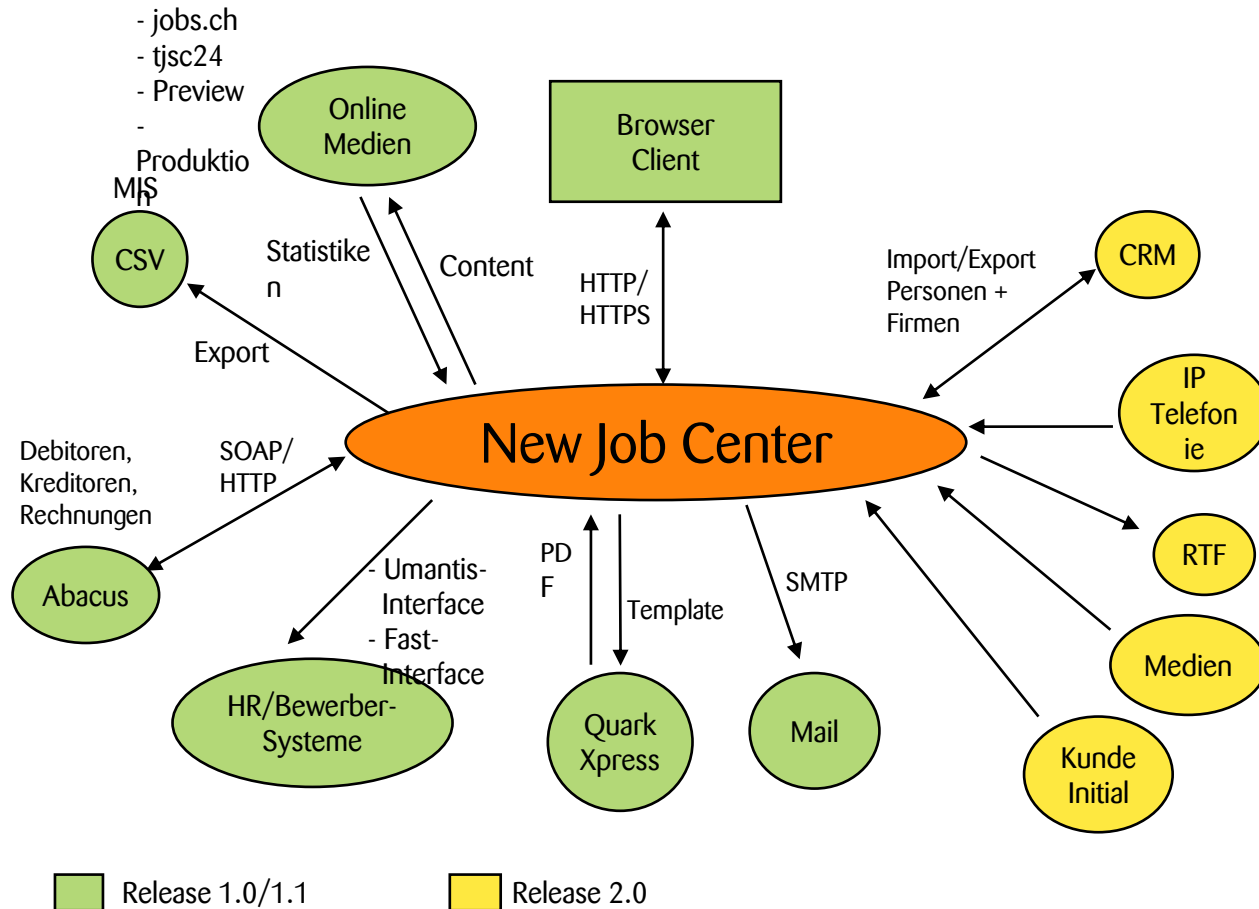 - jobs.ch
- tjsc24
- Preview
-
Produktio
n
MIS
Online
Medien
Browser
Client
CSV
Statistike
n
Content
HTTP/
HTTPS
Import/Export
Personen +
Firmen
CRM
Export
IP
Telefon
ie
New Job Center
Debitoren,
Kreditoren,
Rechnungen
SOAP/
HTTP
Abacus
- Umantis-
Interface
- Fast-
Interface
PD
F
Template
SMTP
RTF
Medien
HR/Bewerber-
Systeme
Quark
Xpress
Mail
Kunde
Initial
Release 1.0/1.1
Release 2.0